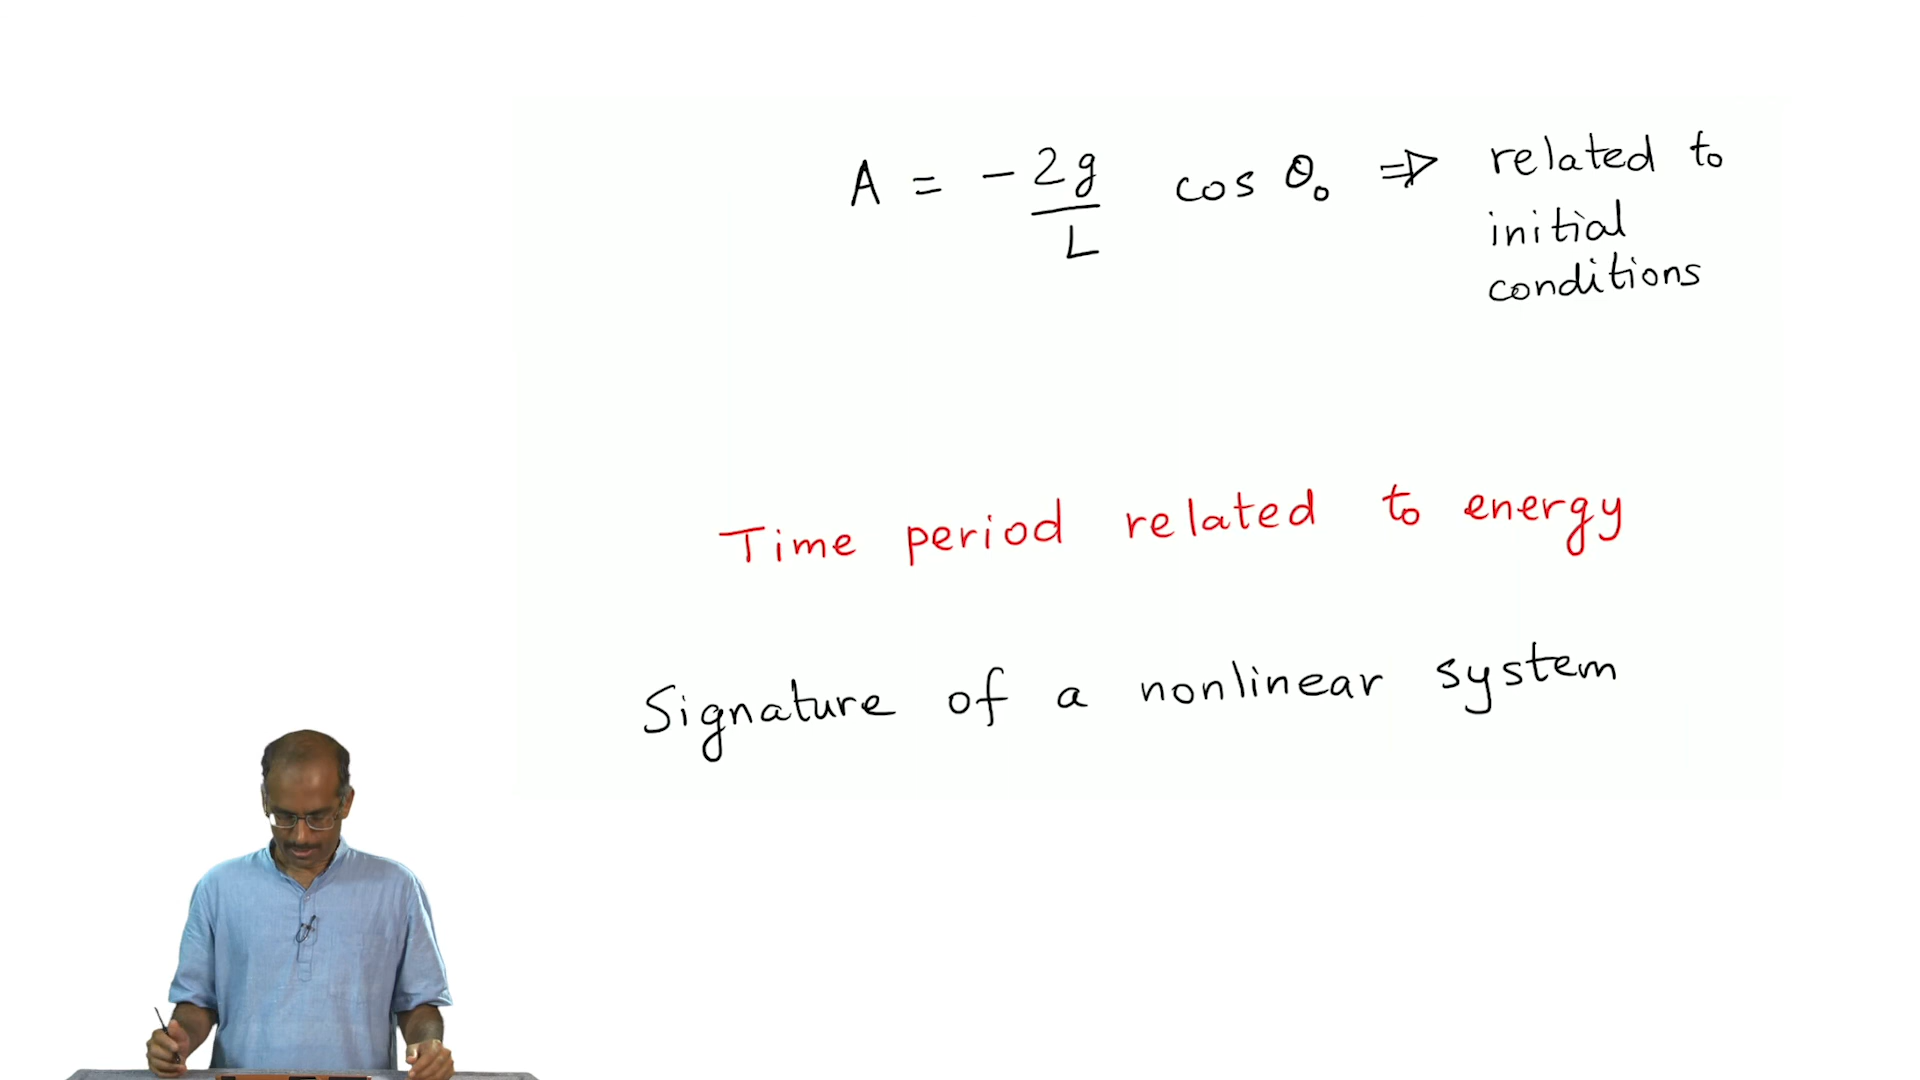 A = - 2g/L cos θ₀ ⇒ related to
initial
conditions
Time period related to energy
Signature of a nonlinear system